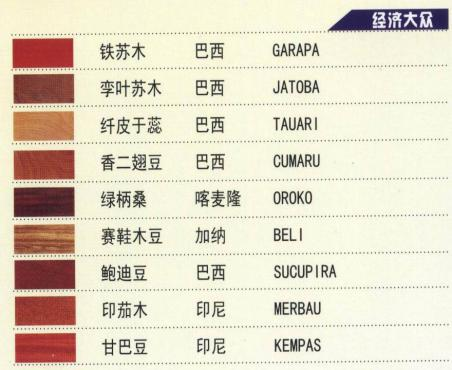 经济大众
铁苏木 巴西 GARAPA
孪叶苏木 巴西 JATOBA
纤皮于蕊 巴西 TAUARI
香二翅豆 巴西 CUMARU
绿柄桑 喀麦隆 OROKO
赛鞋木豆 加纳 BELI
鲍迪豆 巴西 SUCUPIRA
印茄木 印尼 MERBAU
甘巴豆 印尼 KEMPAS